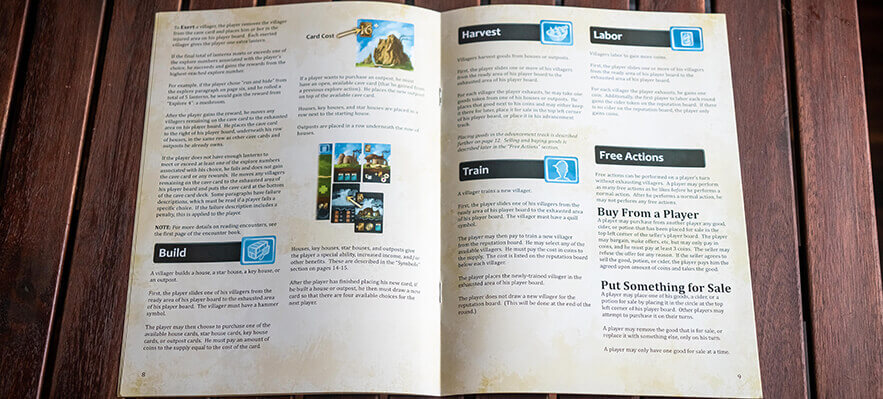 To Exert a villager, the player removes the villager
from the cave card and places him or her in the
injured area on his player board. Each exerted
villager gives the player one extra lantern.
If the final total of lanterns meets or exceeds one of
the explore numbers associated with the player's
choice, he succeeds and gains the rewards from the
highest-reached explore number.
For example, if the player chose "run and hide" from
the explore paragraph on page six, and he rolled a
total of 5 lanterns, he would gain the reward from
"Explore 4": a mushroom.
After the player gains the reward, he moves any
villagers remaining on the cave card to the exhausted
area on his player board. He places the cave card
to the right of his player board, underneath his row
of houses, in the same row as other cave cards and
outposts he already owns.
If the player does not have enough lanterns to
meet or exceed at least one of the explore numbers
associated with his choice, he fails and does not gain
the cave card or any rewards. He moves any villagers
remaining on the cave card to the exhausted area of
his player board and puts the cave card at the bottom
of the cave card deck. Some paragraphs have failure
descriptions, which must be read if a player fails a
specific choice. If the failure description includes a
penalty, this is applied to the player.
NOTE: For more details on reading encounters, see
the first page of the encounter book.
Build
A villager builds a house, a star house, a key house, or
an outpost.
First, the player slides one of his villagers from the
ready area of his player board to the exhausted area
of his player board. The villager must have a hammer
symbol.
The player may then choose to purchase one of the
available house cards, star house cards, key house
cards, or outpost cards. He must pay an amount of
coins to the supply equal to the cost of the card.
8
Card Cost
16
If a player wants to purchase an outpost, he must
have an open, available cave card (that he gained from
a previous explore action). He places the new outpost
on top of the available cave card.
Houses, key houses, and star houses are placed in a
row next to the starting house.
Outposts are placed in a row underneath the row of
houses.
Houses, key houses, star houses, and outposts give
the player a special ability, increased income, and/or
other benefits. These are described in the "Symbols"
section on pages 14-15.
After the player has finished placing his new card, if
he built a house or outpost, he then must draw a new
card so that there are four available choices for the
next player.
Harvest
Villagers harvest goods from houses or outposts.
First, the player slides one or more of his villagers
from the ready area of his player board to the
exhausted area of his player board.
For each villager the player exhausts, he may take one
goods token from one of his houses or outposts. He
places that good next to his coins and may either keep
it there for later, place it for sale in the top left corner
of his player board, or place it in his advancement
track.
Placing goods in the advancement track is described
further on page 12. Selling and buying goods is
described later in the "Free Actions" section.
Train
A villager trains a new villager.
First, the player slides one of his villagers from the
ready area of his player board to the exhausted area
of his player board. The villager must have a quill
symbol.
The player may then pay to train a new villager
from the reputation board. He may select any of the
available villagers. He must pay the cost in coins to
the supply. The cost is listed on the reputation board
below each villager.
The player places the newly-trained villager in the
exhausted area of his player board.
The player does not draw a new villager for the
reputation board. (This will be done at the end of the
round.)
Labor
Villagers labor to gain more coins.
First, the player slides one or more of his villagers
from the ready area of his player board to the
exhausted area of his player board.
For each villager the player exhausts, he gains one
coin. Additionally, the first player to labor each round
gains the cider token on the reputation board. If there
is no cider on the reputation board, the player only
gains coins.
Free Actions
Free actions can be performed on a player's turn
without exhausting villagers. A player may perform
as many free actions as he likes before he performs a
normal action. After he performs a normal action, he
may not perform any free actions.
Buy From a Player
A player may purchase from another player any good,
cider, or potion that has been placed for sale in the
top left corner of the seller's player board. The player
may bargain, make offers, etc, but may only pay in
coins, and he must pay at least 3 coins. The seller may
refuse the offer for any reason. If the seller agrees to
sell the good, potion, or cider, the player pays him the
agreed upon amount of coins and takes the good.
Put Something for Sale
A player may place one of his goods, a cider, or a
potion for sale by placing it in the circle at the top
left corner of his player board. Other players may
attempt to purchase it on their turns.
A player may remove the good that is for sale, or
replace it with something else, only on his turn.
A player may only have one good for sale at a time.
9